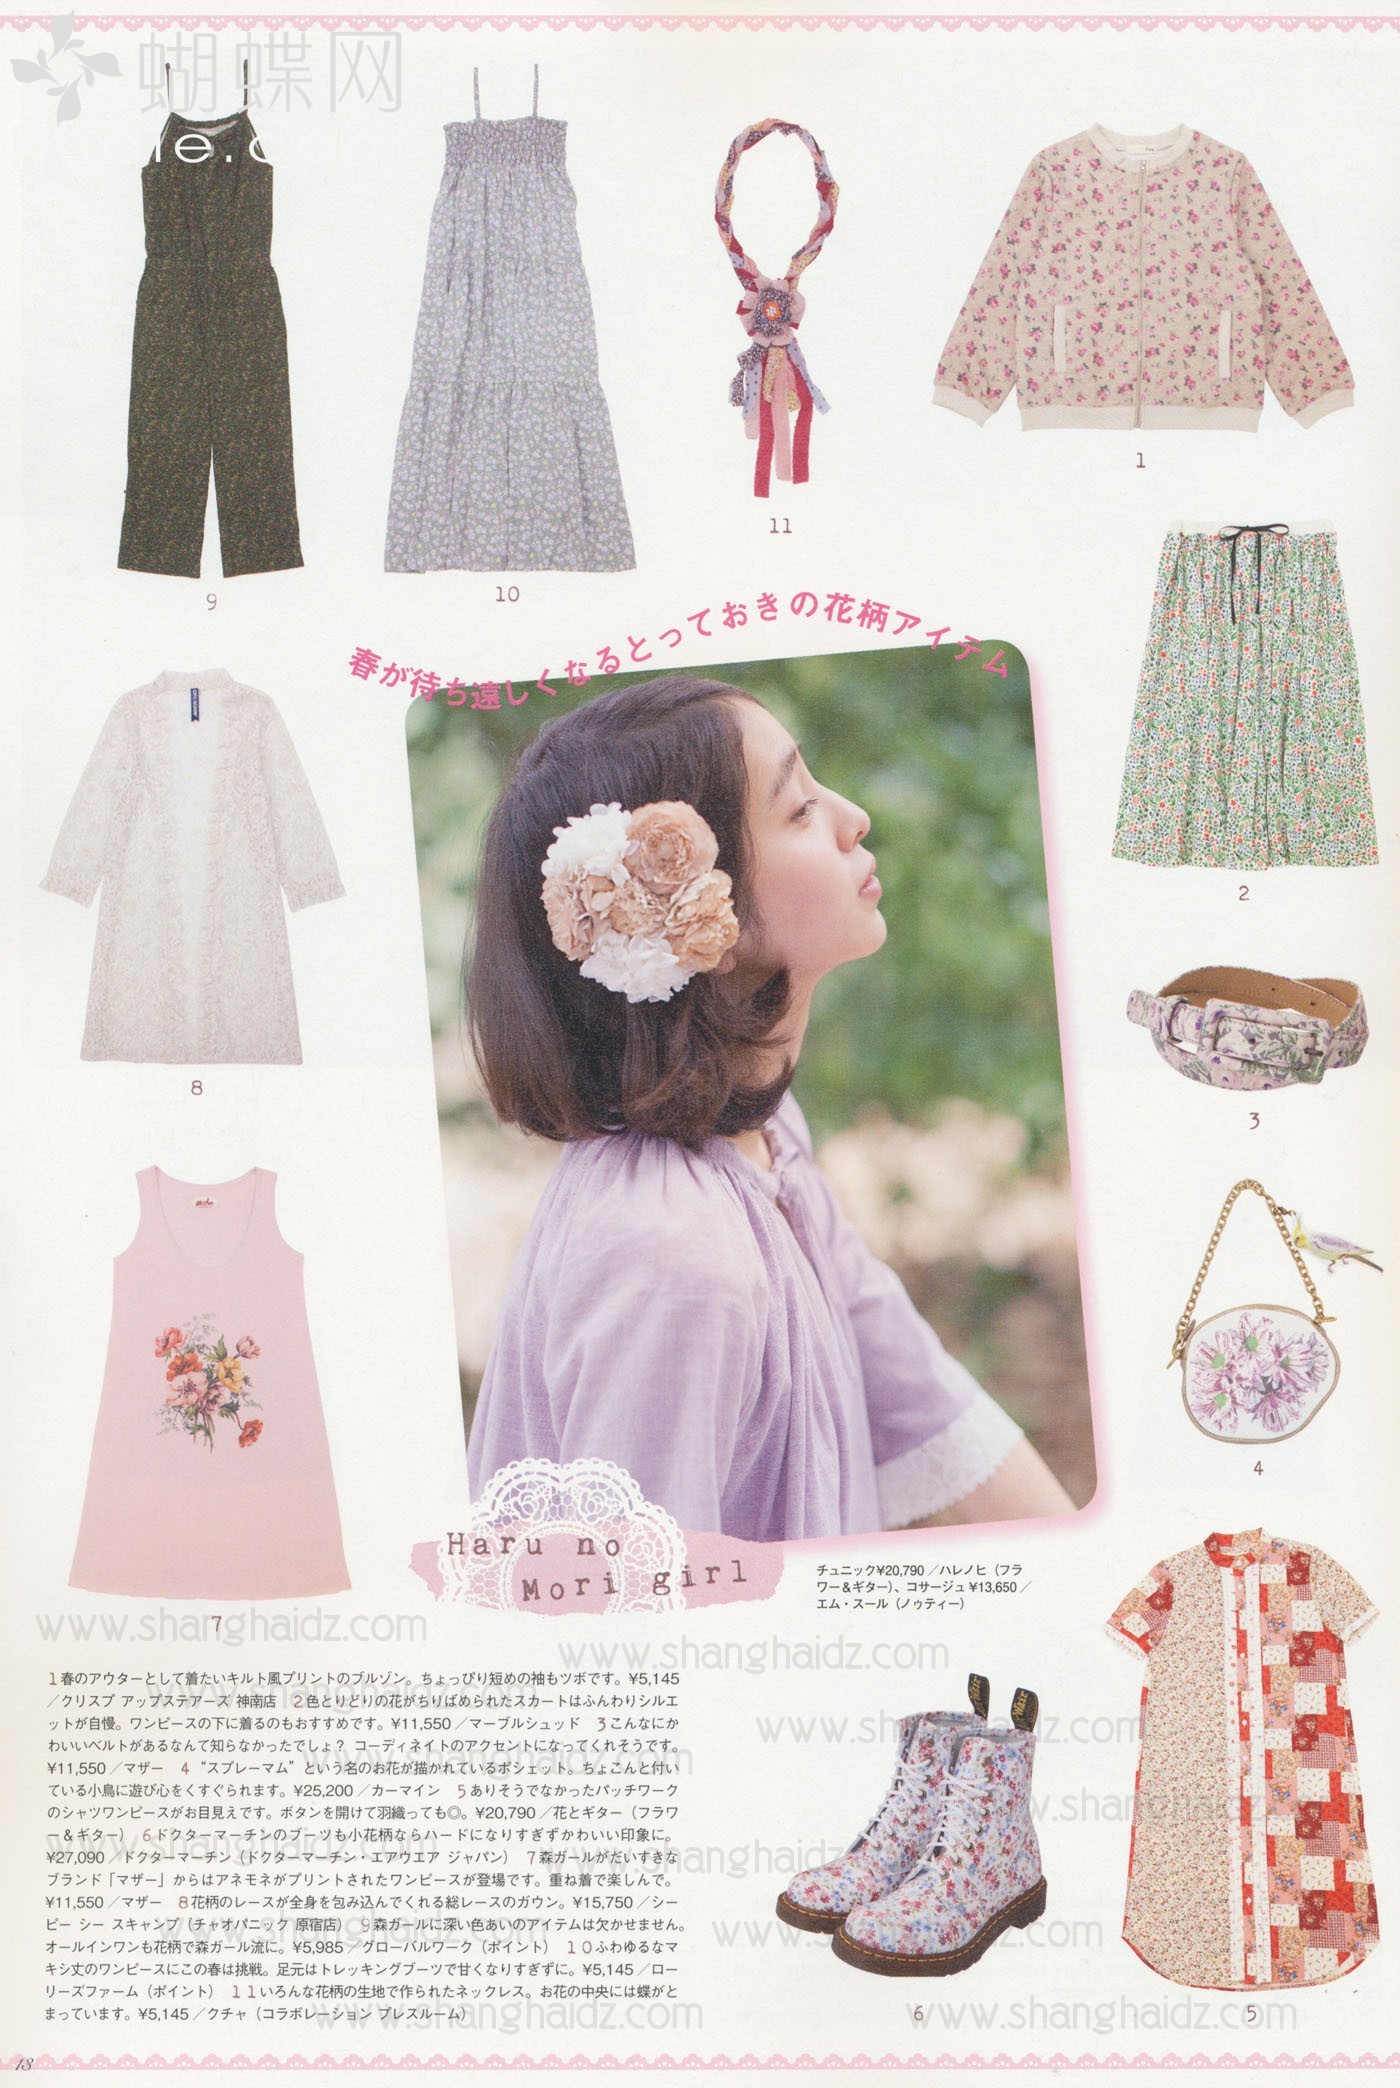 蝴蝶网
春が待ち遠しくなるとっておきの花柄アイテム
9
10
11
1
2
8
3
4
7
Haru no
Mori girl
チュニック¥20,790／ハレノヒ（フラ
ワー＆ギター）、コサージュ¥13,650／
エム・スール（ノゥティー）
1春のアウターとして着たいキルト風プリントのブルゾン。ちょっぴり短めの袖もツボです。¥5,145
／クリスプ アップステアーズ 神南店　2色とりどりの花がちりばめられたスカートはふんわりシルエ
ットが自慢。ワンピースの下に着るのもおすすめです。¥11,550／マーブルシュッド　3こんなにか
わいいベルトがあるなんて知らなかったでしょ？ コーディネイトのアクセントになってくれそうです。
¥11,550／マザー　4“スプレーマム”という名のお花が描かれているポシェット。ちょこんと付い
ている小鳥に遊び心をくすぐられます。¥25,200／カーマイン　5ありそうでなかったパッチワーク
のシャツワンピースがお目見えです。ボタンを開けて羽織っても◎。¥20,790／花とギター（フラワ
ー＆ギター）　6ドクターマーチンのブーツも小花柄ならハードになりすぎずかわいい印象に。
¥27,090／ドクターマーチン（ドクターマーチン・エアウエア ジャパン）　7森ガールがだいすきな
ブランド「マザー」からはアネモネがプリントされたワンピースが登場です。重ね着で楽しんで。
¥11,550／マザー　8花柄のレースが全身を包み込んでくれる総レースのガウン。¥15,750／シー
ピー シー スキャンプ（チャオパニック 原宿店）　9森ガールに深い色あいのアイテムは欠かせません。
オールインワンも花柄で森ガール流に。¥5,985／グローバルワーク（ポイント）　10ふわゆるなマ
キシ丈のワンピースにこの春は挑戦。足元はトレッキングブーツで甘くなりすぎずに。¥5,145／ロー
リーズファーム（ポイント）　11いろんな花柄の生地で作られたネックレス。お花の中央には蝶がと
まっています。¥5,145／クチャ（コラボレーション プレスルーム）
6
5
13
www.shanghaidz.com
www.shanghaidz.com
www.shanghaidz.com
www.shanghaidz.com
www.shanghaidz.com
www.shanghaidz.com
www.shanghaidz.com